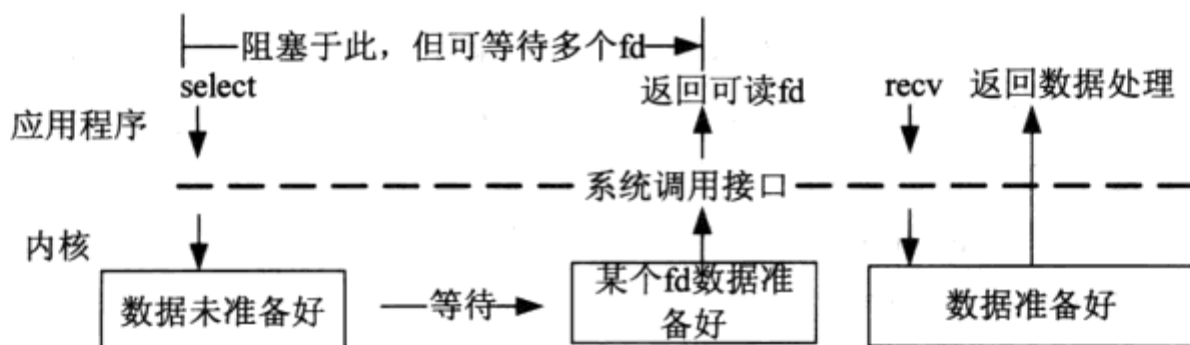 阻塞于此，但可等待多个fd
select
返回可读fd
recv
返回数据处理
应用程序
系统调用接口
内核
数据未准备好
等待
某个fd数据准
备好
数据准备好